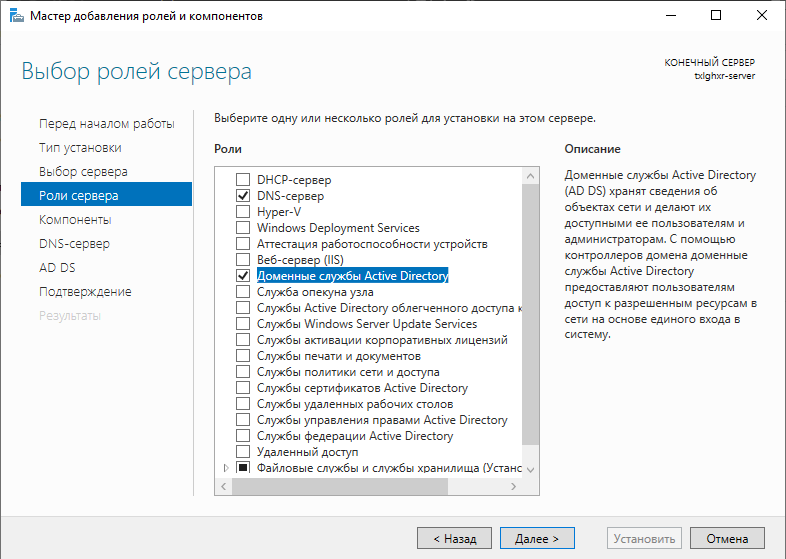 Мастер добавления ролей и компонентов
Выбор ролей сервера
КОНЕЧНЫЙ СЕРВЕР
txlghxr-server
Перед началом работы
Тип установки
Выбор сервера
Роли сервера
Компоненты
DNS-сервер
AD DS
Подтверждение
Результаты
Выберите одну или несколько ролей для установки на этом сервере.
Роли
DHCP-сервер
DNS-сервер
Hyper-V
Windows Deployment Services
Аттестация работоспособности устройств
Веб-сервер (IIS)
Доменные службы Active Directory
Служба опекуна узла
Службы Active Directory облегченного доступа к
Службы Windows Server Update Services
Службы активации корпоративных лицензий
Службы печати и документов
Службы политики сети и доступа
Службы сертификатов Active Directory
Службы удаленных рабочих столов
Службы управления правами Active Directory
Службы федерации Active Directory
Удаленный доступ
Файловые службы и службы хранилища (Устано
Описание
Доменные службы Active Directory
(AD DS) хранят сведения об
объектах сети и делают их
доступными ее пользователям и
администраторам. С помощью
контроллеров домена доменные
службы Active Directory
предоставляют пользователям
доступ к разрешенным ресурсам в
сети на основе единого входа в
систему.
< Назад
Далее >
Установить
Отмена